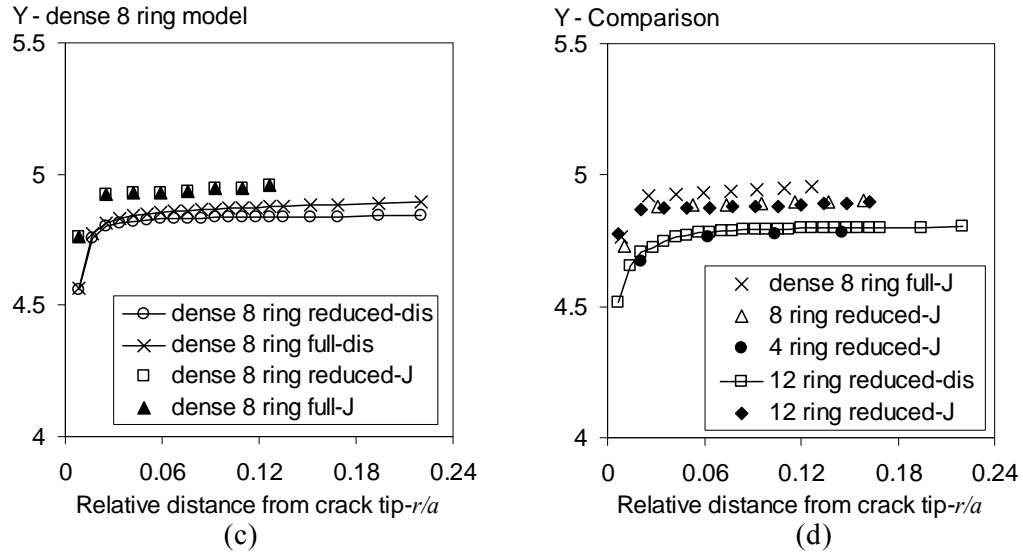 Y - dense 8 ring model
5.5
5
4.5
4
dense 8 ring reduced-dis
dense 8 ring full-dis
dense 8 ring reduced-J
dense 8 ring full-J
0 0.06 0.12 0.18 0.24
Relative distance from crack tip-r/a
(c)
Y - Comparison
5.5
5
4.5
4
dense 8 ring full-J
8 ring reduced-J
4 ring reduced-J
12 ring reduced-dis
12 ring reduced-J
0 0.06 0.12 0.18 0.24
Relative distance from crack tip-r/a
(d)